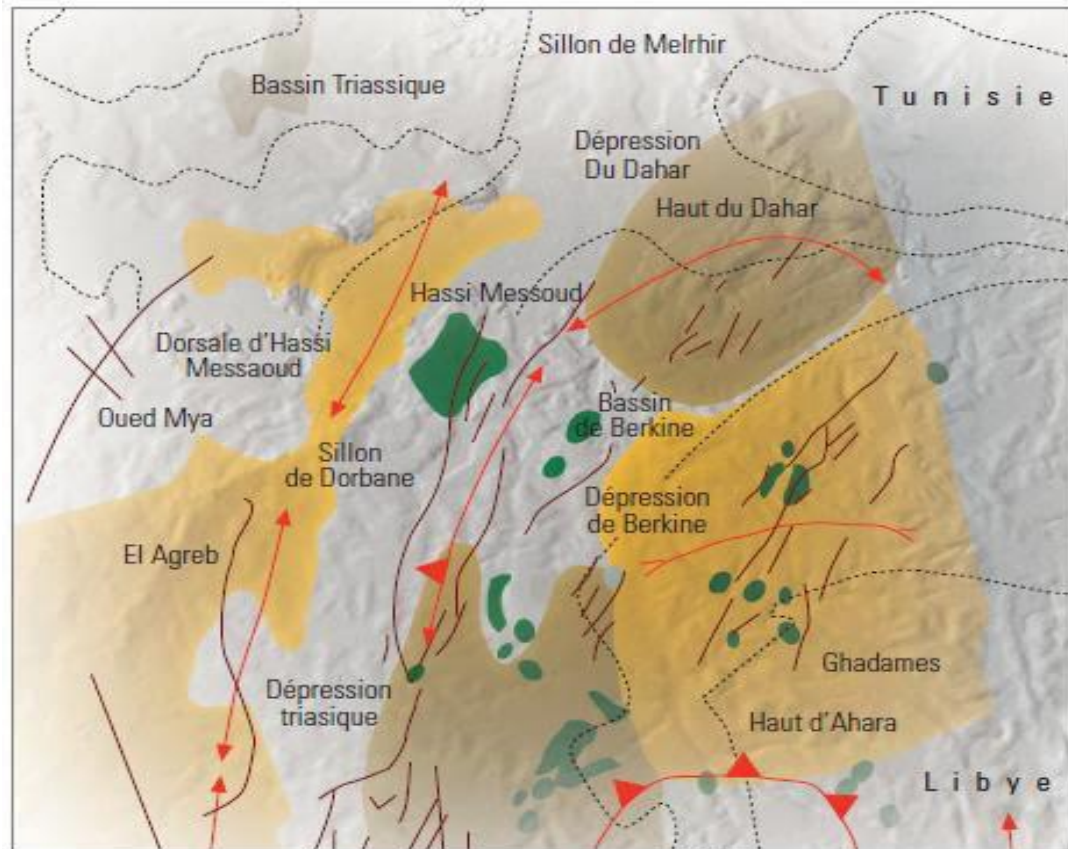 Sillon de Melrhir
Bassin Triassique
Tunisie
Dépression
Du Dahar
Haut du Dahar
Hassi Messoud
Dorsale d'Hassi
Messaoud
Oued Mya
Bassin
de Berkine
Sillon
de Dorbane
Dépression
de Berkine
El Agreb
Ghadames
Dépression
triasique
Haut d'Ahara
Libye